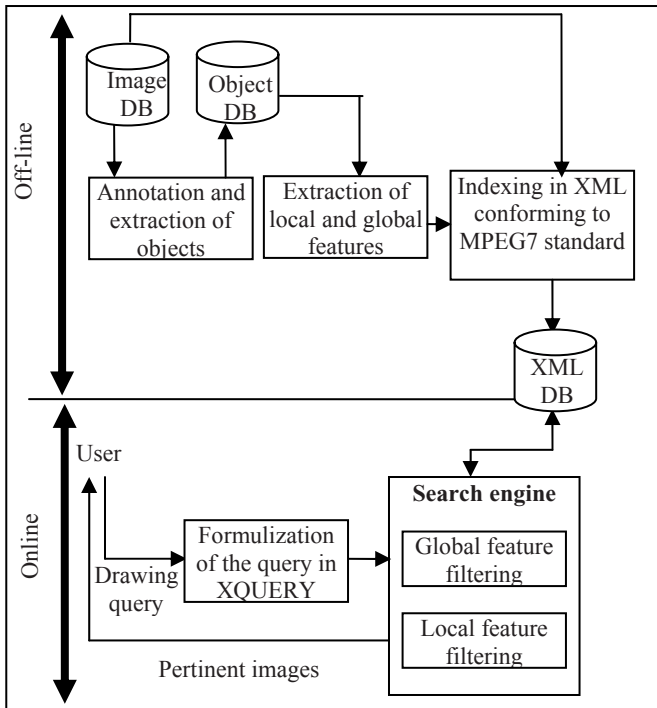 Off-line
Image
DB
Object
DB
Annotation and
extraction of
objects
Extraction of
local and global
features
Indexing in XML
conforming to
MPEG7 standard
XML
DB
Online
User
Drawing
query
Formulization
of the query in
XQUERY
Search engine
Global feature
filtering
Local feature
filtering
Pertinent images